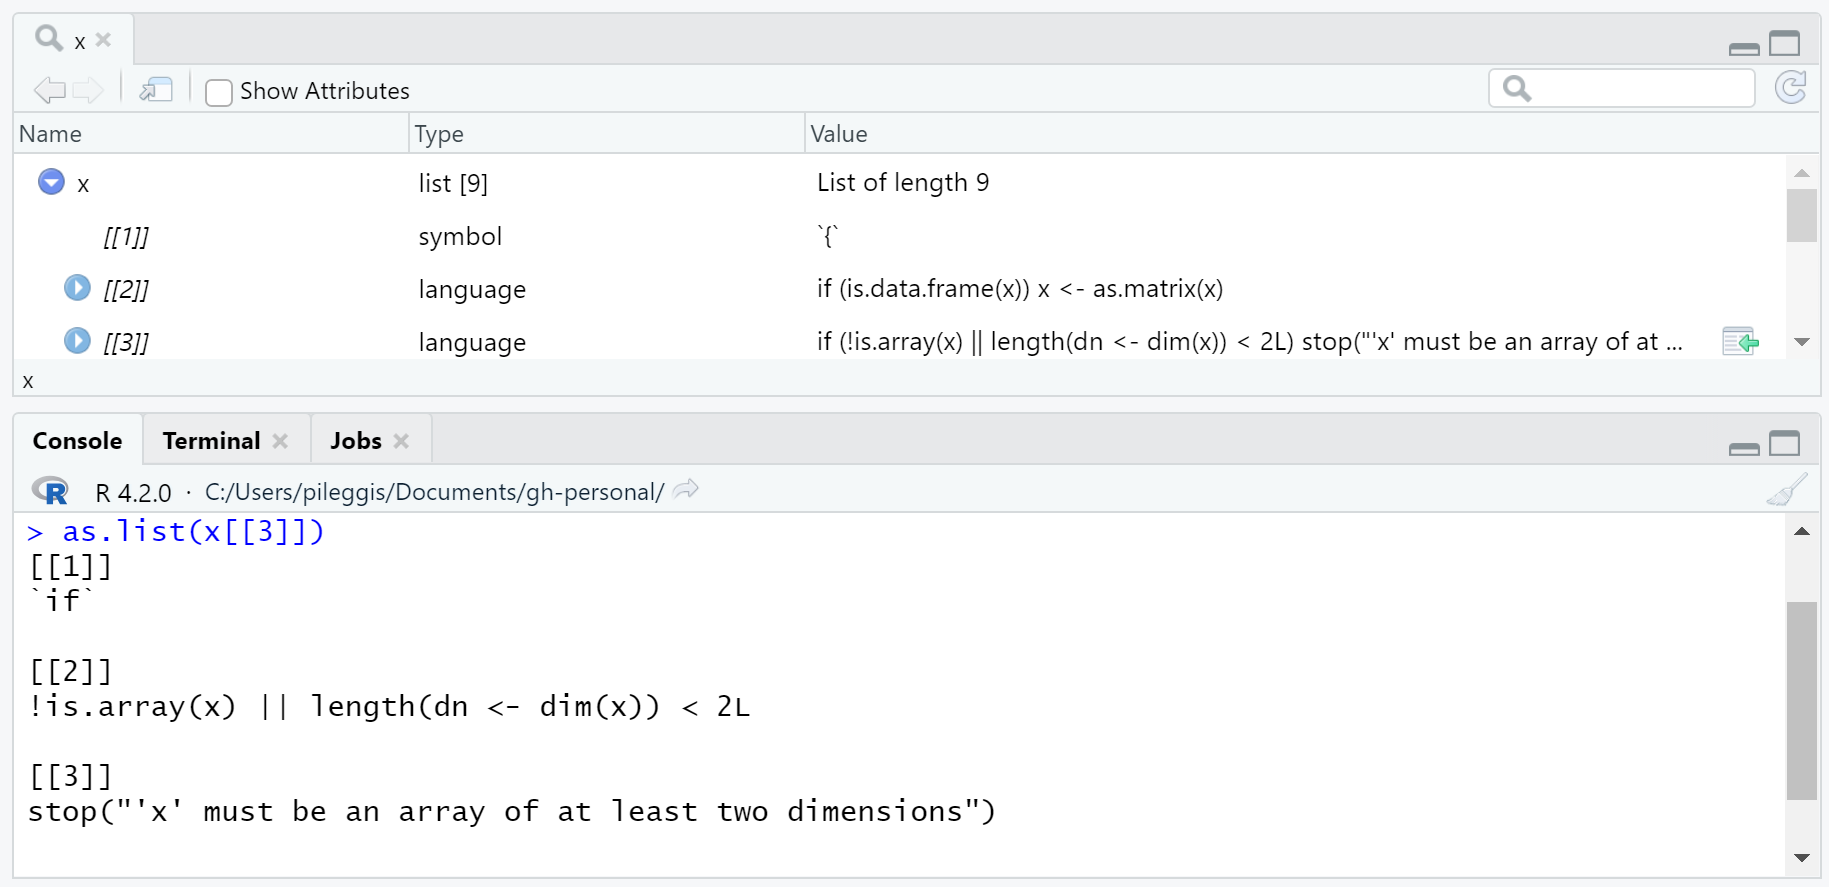 x
Show Attributes
Name Type Value
x list [9] List of length 9
[[1]] symbol `{`
[[2]] language if (is.data.frame(x)) x <- as.matrix(x)
[[3]] language if (!is.array(x) || length(dn <- dim(x)) < 2L) stop("'x' must be an array of at ...
x
Console Terminal Jobs
R R 4.2.0 · C:/Users/pileggis/Documents/gh-personal/
> as.list(x[[3]])
[[1]]
`if`
[[2]]
!is.array(x) || length(dn <- dim(x)) < 2L
[[3]]
stop("'x' must be an array of at least two dimensions")